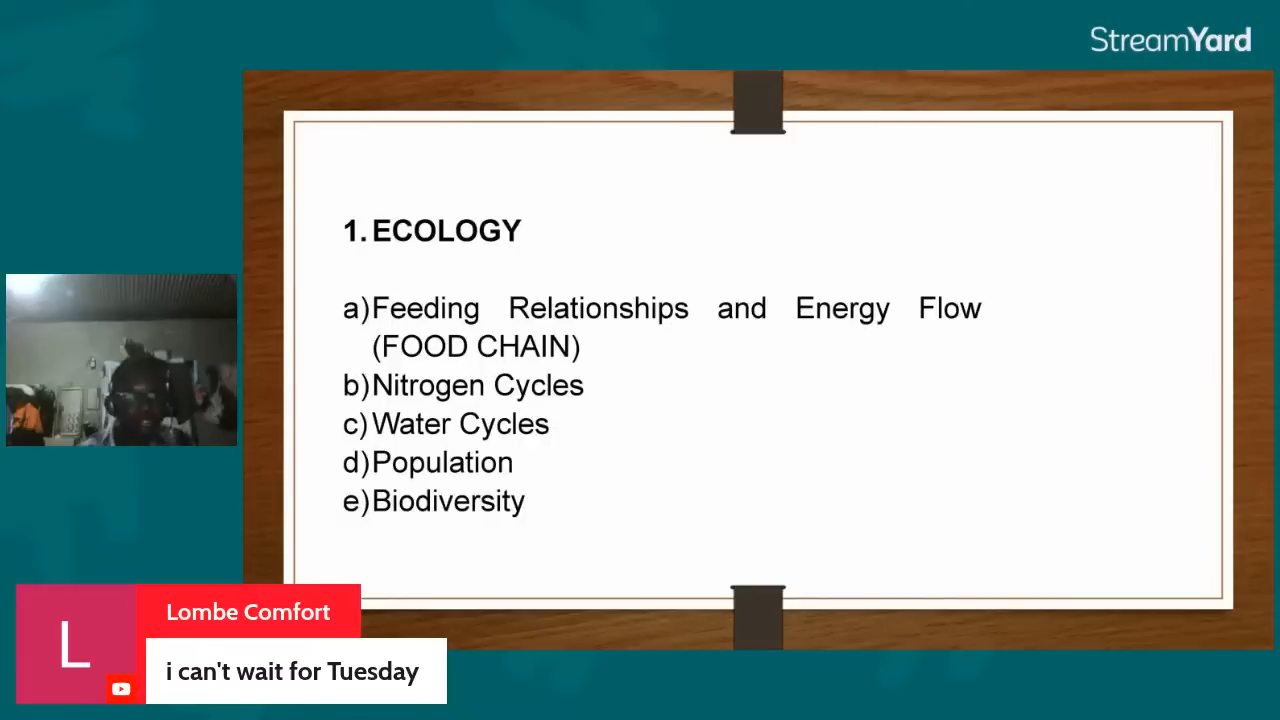 StreamYard
1. ECOLOGY
a) Feeding Relationships and Energy Flow
(FOOD CHAIN)
b) Nitrogen Cycles
c) Water Cycles
d) Population
e) Biodiversity
L
Lombe Comfort
i can't wait for Tuesday